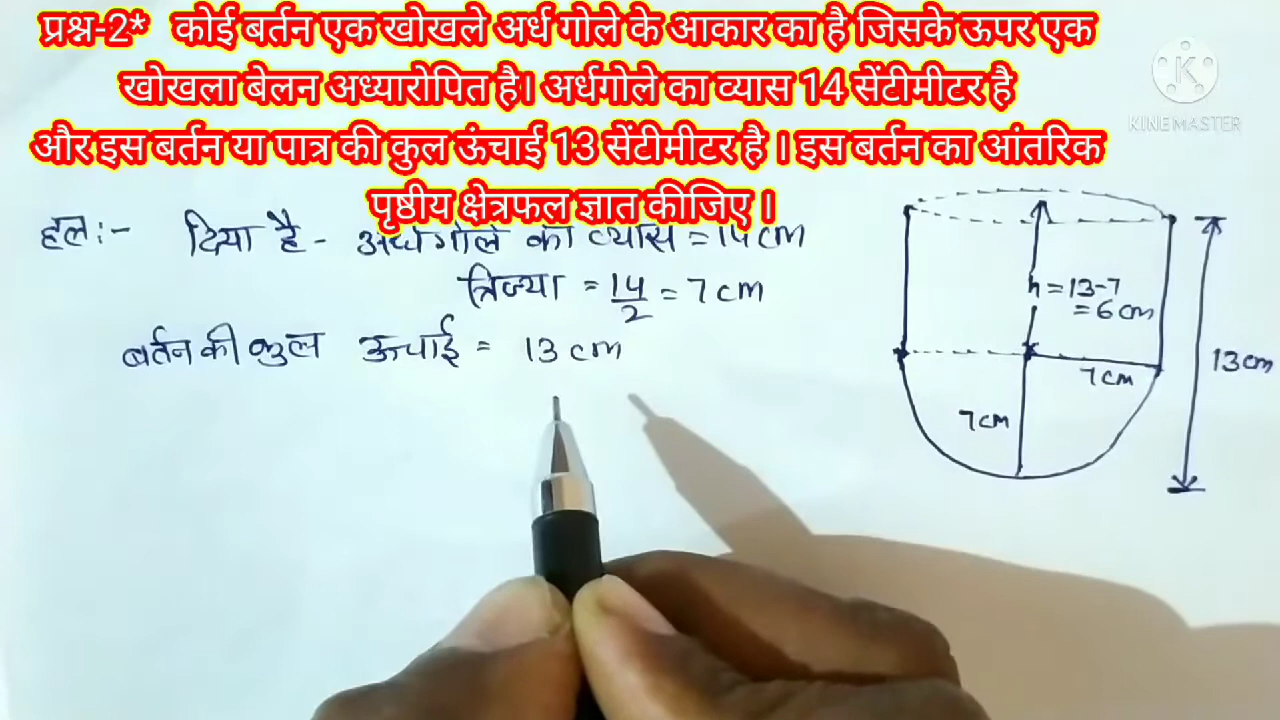 प्रश्न-2* कोई बर्तन एक खोखले अर्ध गोले के आकार का है जिसके ऊपर एक
खोखला बेलन अध्यारोपित है। अर्धगोले का व्यास 14 सेंटीमीटर है
और इस बर्तन या पात्र की कुल ऊंचाई 13 सेंटीमीटर है । इस बर्तन का आंतरिक
पृष्ठीय क्षेत्रफल ज्ञात कीजिए ।
K
KINEMASTER
हल:- दिया है - अर्धगोले का व्यास = 14 cm
त्रिज्या = 14/2 = 7 cm
बर्तन की कुल ऊचाई = 13 cm
h = 13-7
= 6 cm
13 cm
7 cm
7 cm